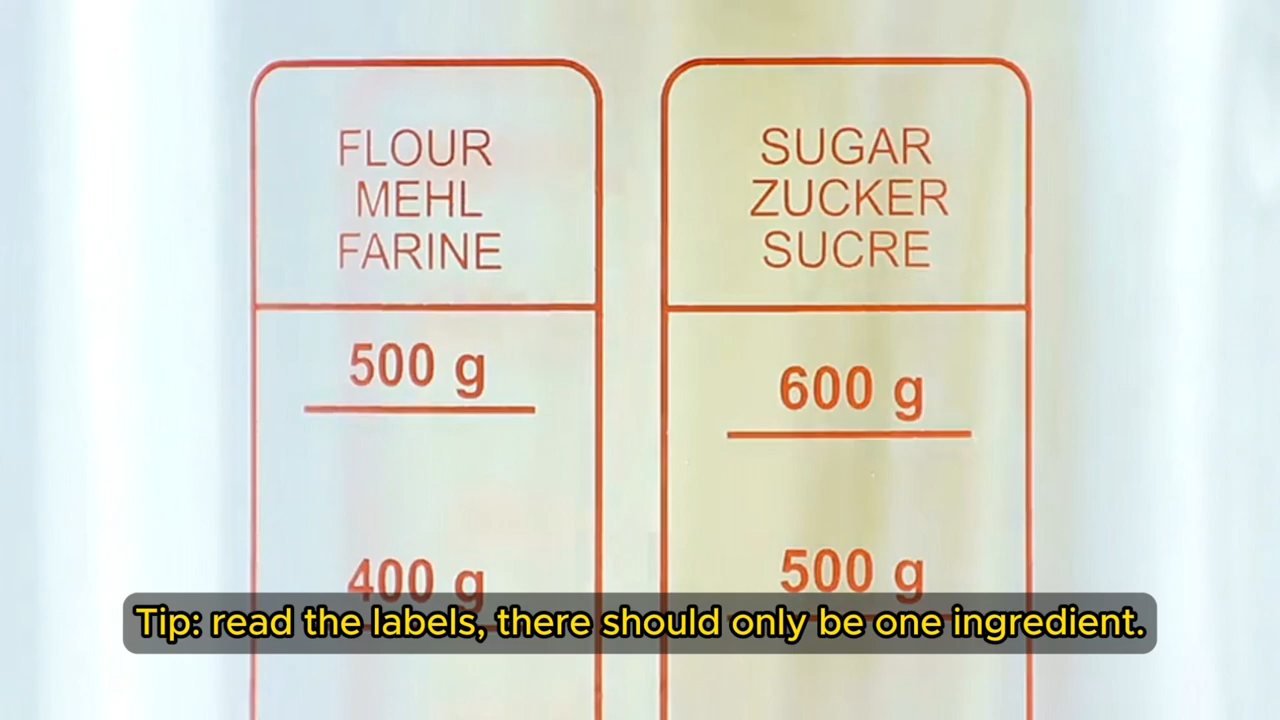 FLOUR
MEHL
FARINE
500 g
400 g
SUGAR
ZUCKER
SUCRE
600 g
500 g
Tip: read the labels, there should only be one ingredient.